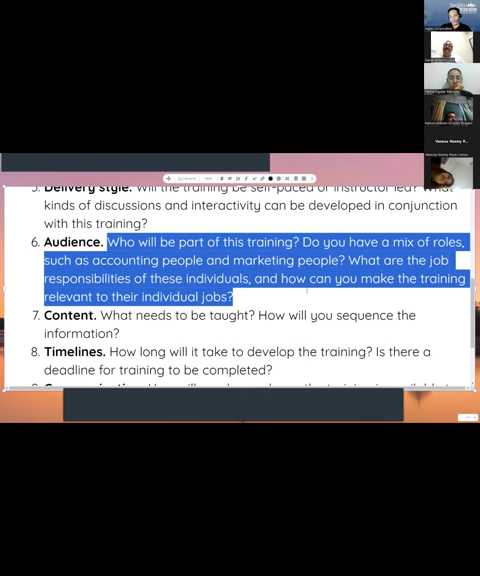 5. Delivery style. Will the training be self-paced or instructor led? What
kinds of discussions and interactivity can be developed in conjunction
with this training?
6. Audience. Who will be part of this training? Do you have a mix of roles,
such as accounting people and marketing people? What are the job
responsibilities of these individuals, and how can you make the training
relevant to their individual jobs?
7. Content. What needs to be taught? How will you sequence the
information?
8. Timelines. How long will it take to develop the training? Is there a
deadline for training to be completed?
Vanessa Noemy R...